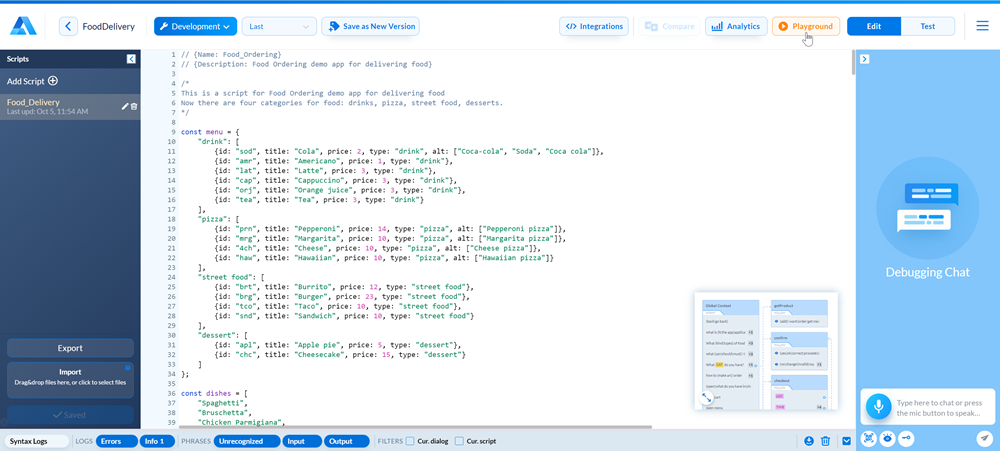 FoodDelivery
Development
Last
Save as New Version
Integrations
Compare
Analytics
Playground
Edit
Test
Scripts
Add Script
Food_Delivery
Last upd: Oct 5, 11:54 AM
Export
Import
Drag&drop files here, or click to select files
Saved
1 // {Name: Food_Ordering}
2 // {Description: Food Ordering demo app for delivering food}
3
4 /*
5 This is a script for Food Ordering demo app for delivering food
6 Now there are four categories for food: drinks, pizza, street food, desserts.
7 */
8
9 const menu = {
10 "drink": [
11 {id: "sod", title: "Cola", price: 2, type: "drink", alt: ["Coca-cola", "Soda", "Coca cola"]},
12 {id: "amr", title: "Americano", price: 1, type: "drink"},
13 {id: "lat", title: "Latte", price: 3, type: "drink"},
14 {id: "cap", title: "Cappuccino", price: 3, type: "drink"},
15 {id: "orj", title: "Orange juice", price: 3, type: "drink"},
16 {id: "tea", title: "Tea", price: 3, type: "drink"}
17 ],
18 "pizza": [
19 {id: "prn", title: "Pepperoni", price: 14, type: "pizza", alt: ["Pepperoni pizza"]},
20 {id: "mrg", title: "Margarita", price: 10, type: "pizza", alt: ["Margarita pizza"]},
21 {id: "4ch", title: "Cheese", price: 10, type: "pizza", alt: ["Cheese pizza"]},
22 {id: "haw", title: "Hawaiian", price: 10, type: "pizza", alt: ["Hawaiian pizza"]}
23 ],
24 "street food": [
25 {id: "brt", title: "Burrito", price: 12, type: "street food"},
26 {id: "brg", title: "Burger", price: 23, type: "street food"},
27 {id: "tco", title: "Taco", price: 10, type: "street food"},
28 {id: "snd", title: "Sandwich", price: 10, type: "street food"}
29 ],
30 "dessert": [
31 {id: "apl", title: "Apple pie", price: 5, type: "dessert"},
32 {id: "chc", title: "Cheesecake", price: 15, type: "dessert"}
33 ]
34 };
35
36 const dishes = [
37 "Spaghetti",
38 "Bruschetta",
39 "Chicken Parmigiana",
Global Context
getProduct
confirm
checkout
Debugging Chat
Type here to chat or press
the mic button to speak...
Syntax Logs
LOGS
Errors
Info 1
PHRASES
Unrecognized
Input
Output
FILTERS
Cur. dialog
Cur. script